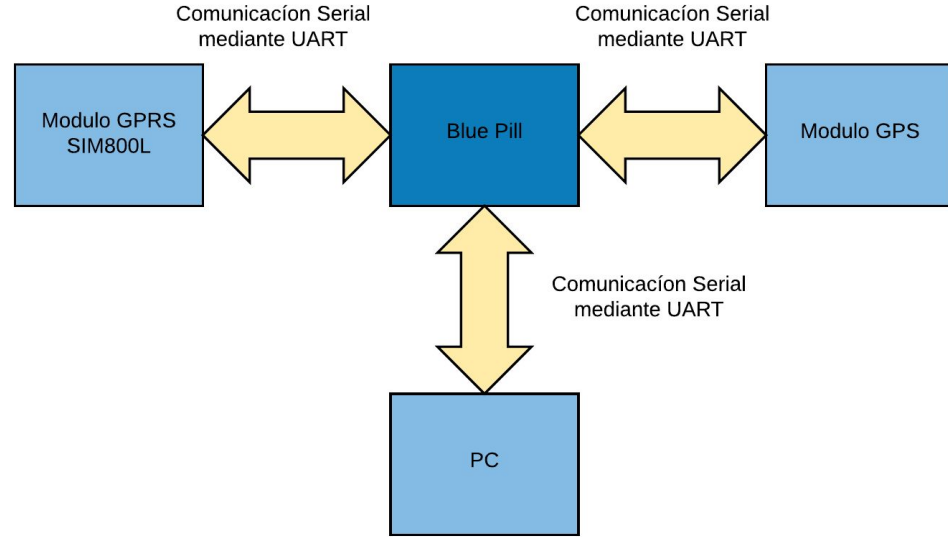 Comunicacíon Serial
mediante UART
Comunicacíon Serial
mediante UART
Modulo GPRS
SIM800L
Blue Pill
Modulo GPS
Comunicacíon Serial
mediante UART
PC